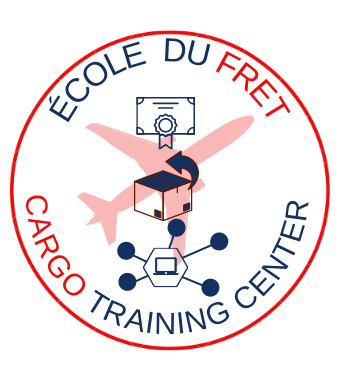 ÉCOLE DU FRET
CARGO TRAINING CENTER